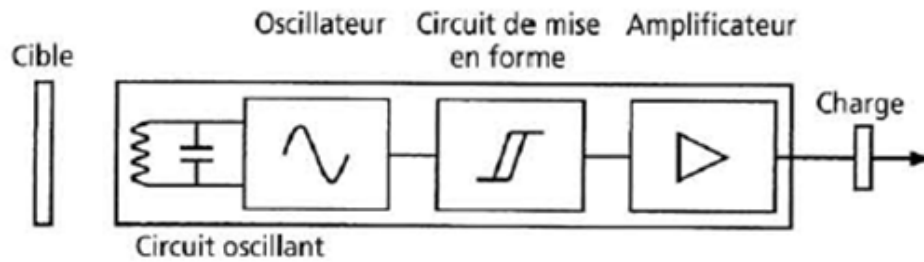 Oscillateur
Circuit de mise
en forme
Amplificateur
Cible
Charge
Circuit oscillant